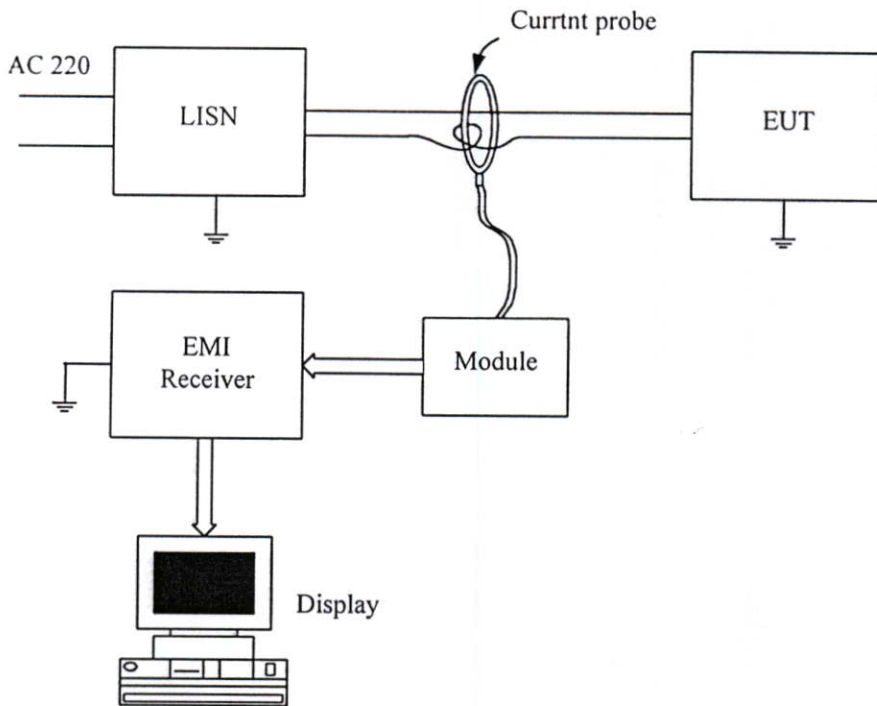 Currtnt probe
AC 220
LISN
EUT
EMI
Receiver
Module
Display